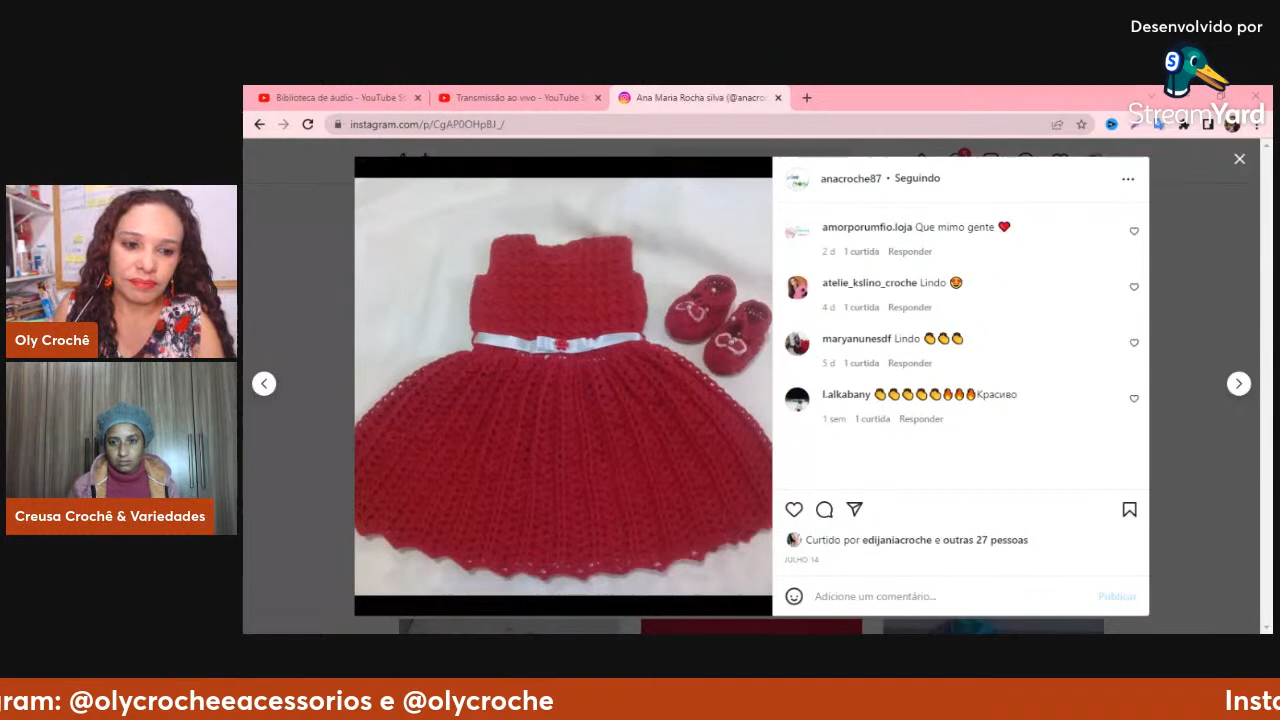 Desenvolvido por
StreamYard
Biblioteca de áudio - YouTube S
Transmissão ao vivo - YouTube S
Ana Maria Rocha silva (@anacro
instagram.com/p/CgAP0OHpBJ_/
anacroche87 • Seguindo
amorporumfio.loja Que mimo gente ❤️
2 d 1 curtida Responder
atelie_kslino_croche Lindo 😍
4 d 1 curtida Responder
maryanunesdf Lindo 👏👏👏
5 d 1 curtida Responder
l.alkabany 👏👏👏👏👏🔥🔥🔥Красиво
1 sem 1 curtida Responder
Curtido por edijaniacroche e outras 27 pessoas
JULHO 14
Adicione um comentário...
Publicar
Oly Crochê
Creusa Crochê & Variedades
gram: @olycrocheeacessorios e @olycroche
Insta